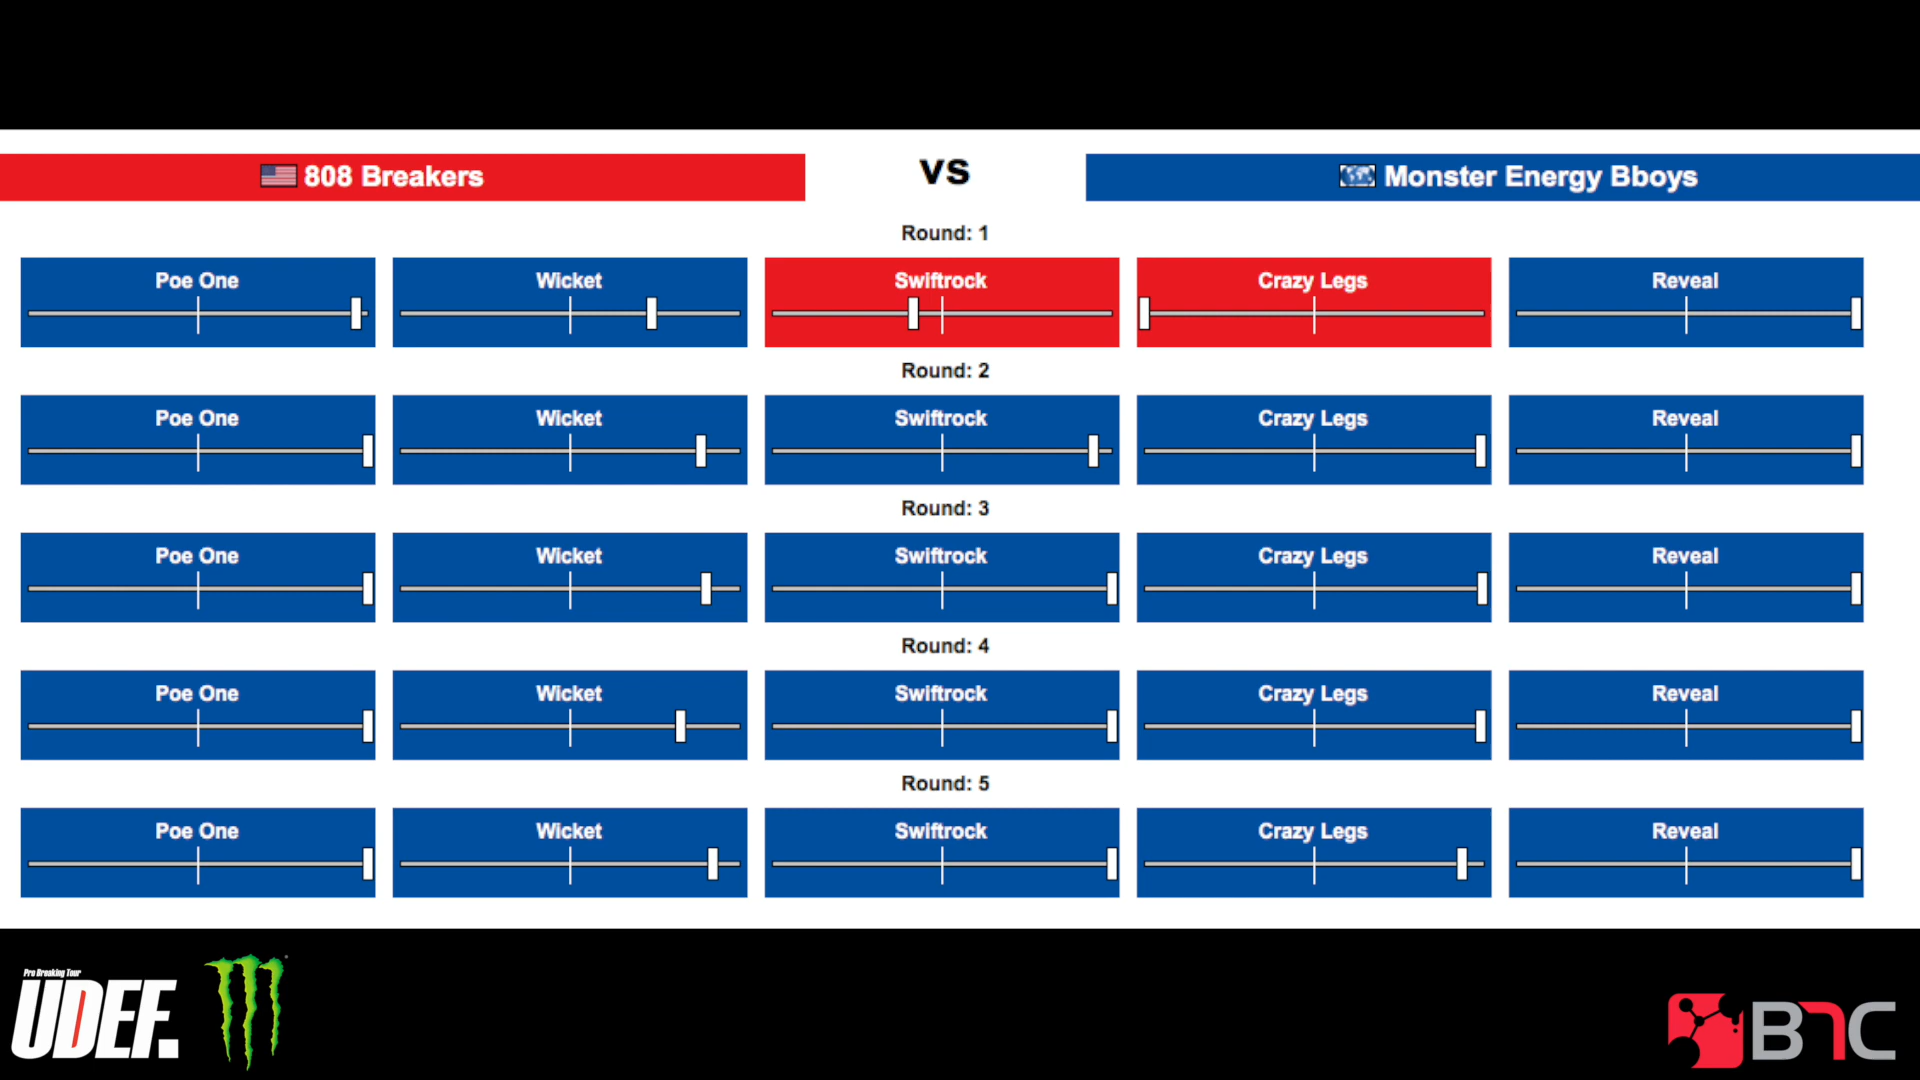 808 Breakers
VS
Monster Energy Bboys
Round: 1
Poe One
Wicket
Swiftrock
Crazy Legs
Reveal
Round: 2
Poe One
Wicket
Swiftrock
Crazy Legs
Reveal
Round: 3
Poe One
Wicket
Swiftrock
Crazy Legs
Reveal
Round: 4
Poe One
Wicket
Swiftrock
Crazy Legs
Reveal
Round: 5
Poe One
Wicket
Swiftrock
Crazy Legs
Reveal
Pro Breaking Tour
UDEF.
BNC